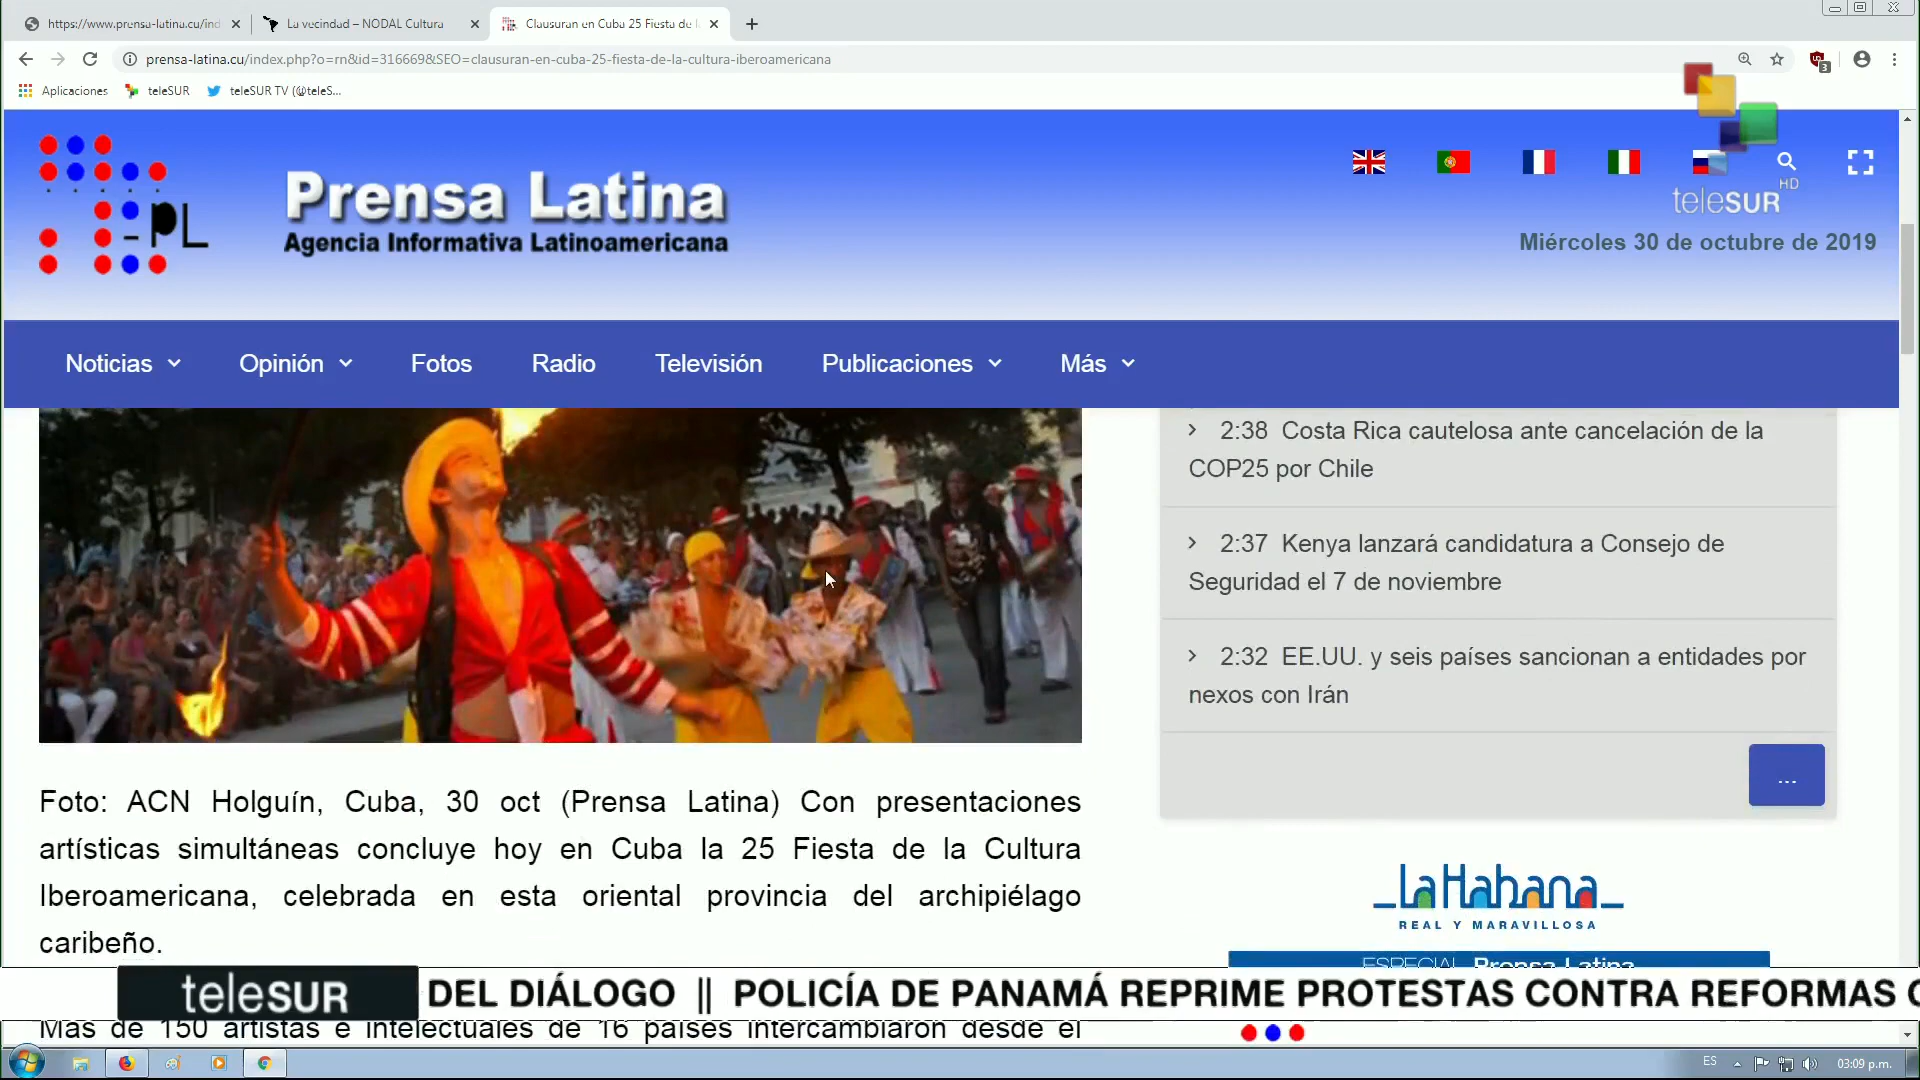 https://www.prensa-latina.cu/ind
La vecindad – NODAL Cultura
Clausuran en Cuba 25 Fiesta de l
prensa-latina.cu/index.php?o=rn&id=316669&SEO=clausuran-en-cuba-25-fiesta-de-la-cultura-iberoamericana
3
Aplicaciones
teleSUR
teleSUR TV (@teleS...
PL
Prensa Latina
Agencia Informativa Latinoamericana
HD
teleSUR
Miércoles 30 de octubre de 2019
Noticias
Opinión
Fotos
Radio
Televisión
Publicaciones
Más
2:38 Costa Rica cautelosa ante cancelación de la
COP25 por Chile
2:37 Kenya lanzará candidatura a Consejo de
Seguridad el 7 de noviembre
2:32 EE.UU. y seis países sancionan a entidades por
nexos con Irán
...
Foto: ACN Holguín, Cuba, 30 oct (Prensa Latina) Con presentaciones
artísticas simultáneas concluye hoy en Cuba la 25 Fiesta de la Cultura
Iberoamericana, celebrada en esta oriental provincia del archipiélago
caribeño.
laHabana
REAL Y MARAVILLOSA
ESPECIAL Prensa Latina
teleSUR
DEL DIÁLOGO || POLICÍA DE PANAMÁ REPRIME PROTESTAS CONTRA REFORMAS
Más de 150 artistas e intelectuales de 16 países intercambiaron desde el
ES
03:09 p.m.